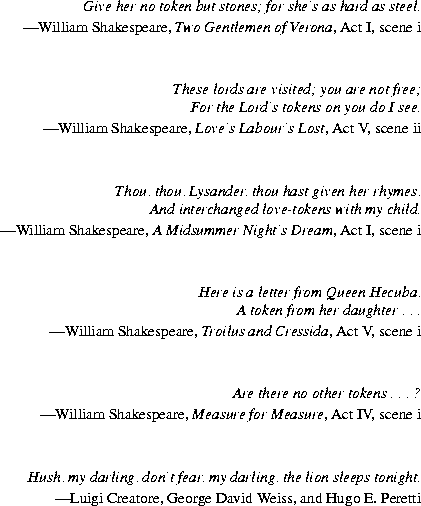 Give her no token but stones; for she's as hard as steel.
—William Shakespeare, Two Gentlemen of Verona, Act I, scene i
These lords are visited; you are not free;
For the Lord's tokens on you do I see.
—William Shakespeare, Love's Labour's Lost, Act V, scene ii
Thou, thou, Lysander, thou hast given her rhymes,
And interchanged love-tokens with my child.
—William Shakespeare, A Midsummer Night's Dream, Act I, scene i
Here is a letter from Queen Hecuba,
A token from her daughter . . .
—William Shakespeare, Troilus and Cressida, Act V, scene i
Are there no other tokens . . . ?
—William Shakespeare, Measure for Measure, Act IV, scene i
Hush, my darling, don't fear, my darling, the lion sleeps tonight.
—Luigi Creatore, George David Weiss, and Hugo E. Peretti